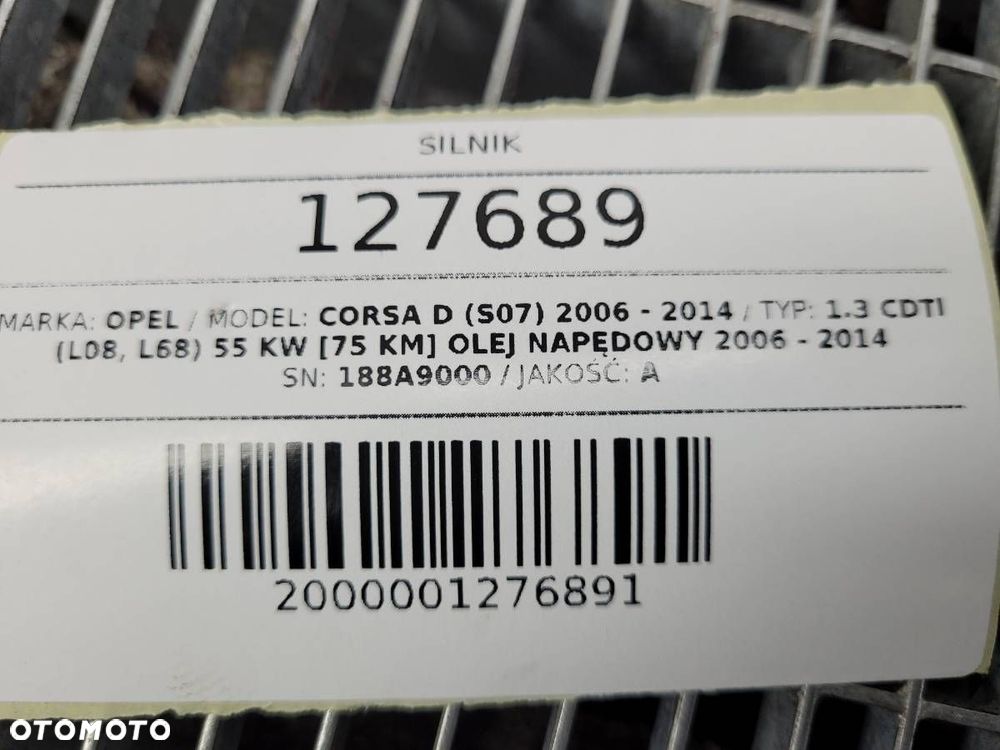 SILNIK
127689
MARKA: OPEL / MODEL: CORSA D (S07) 2006 - 2014 / TYP: 1.3 CDTI
(L08, L68) 55 KW [75 KM] OLEJ NAPĘDOWY 2006 - 2014
SN: 188A9000 / JAKOŚĆ: A
2000001276891
OTOMOTO